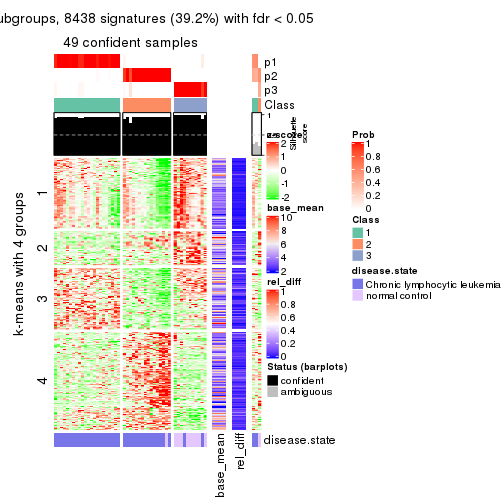 ubgroups, 8438 signatures (39.2%) with fdr < 0.05
49 confident samples
p1
p2
p3
Class
1
Silhouette
score
k-means with 4 groups
1
2
3
4
base_mean
rel_diff
disease.state
z-score
2
1
0
-1
-2
base_mean
10
8
6
4
2
rel_diff
1
0.8
0.6
0.4
0.2
0
Status (barplots)
confident
ambiguous
Prob
1
0.8
0.6
0.4
0.2
0
Class
1
2
3
disease.state
Chronic lymphocytic leukemia
normal control